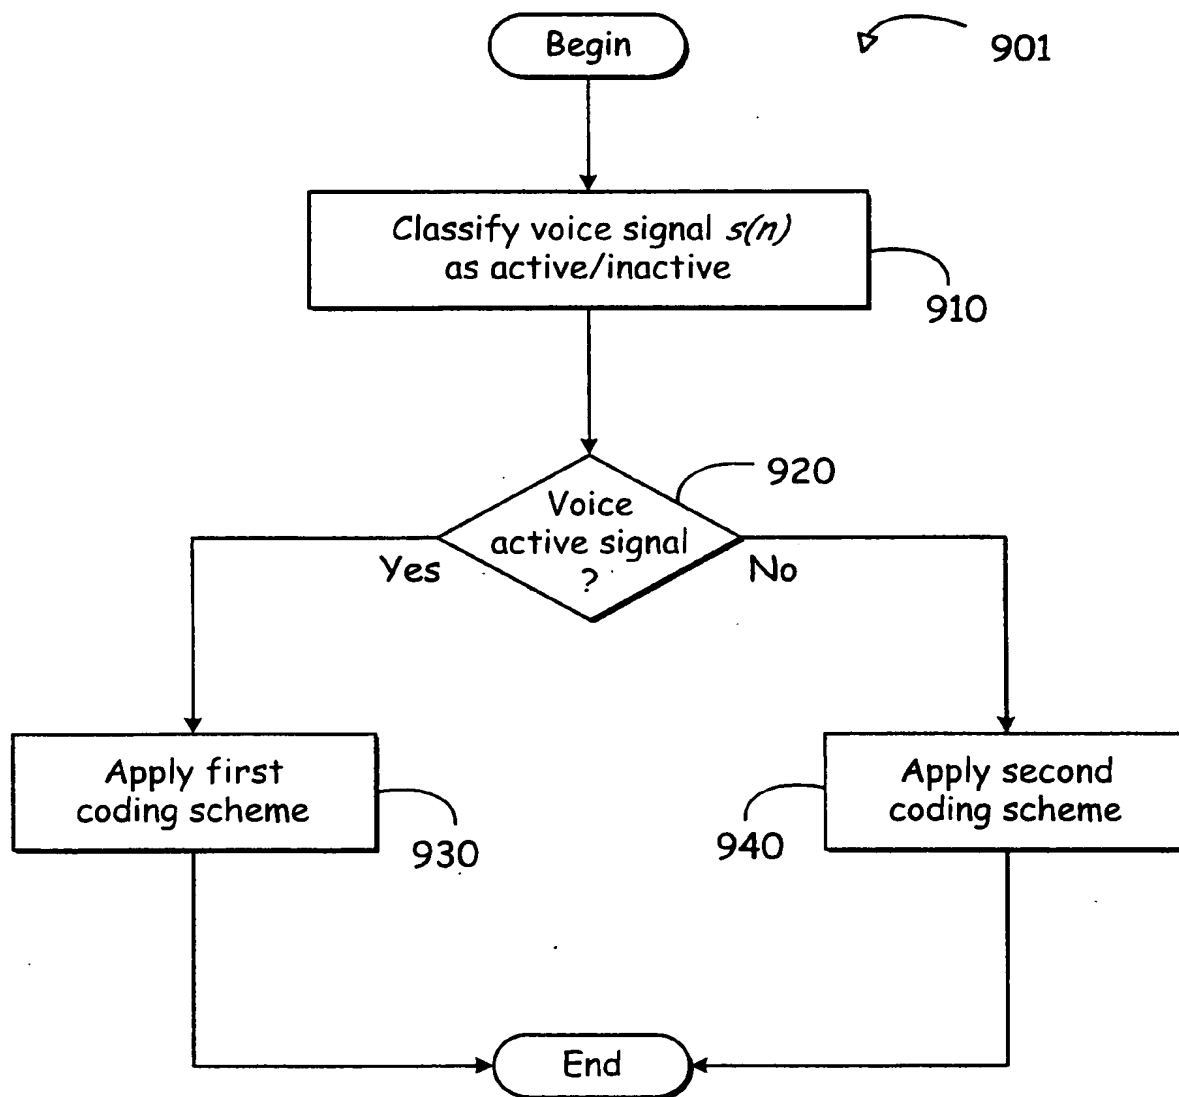 Begin
901
Classify voice signal s(n)
as active/inactive
910
920
Voice
active signal
?
Yes
No
Apply first
coding scheme
930
Apply second
coding scheme
940
End